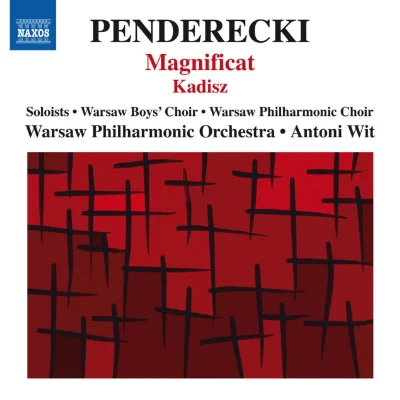 NAXOS
PENDERECKI
Magnificat
Kadisz
Soloists • Warsaw Boys’ Choir • Warsaw Philharmonic Choir
Warsaw Philharmonic Orchestra • Antoni Wit